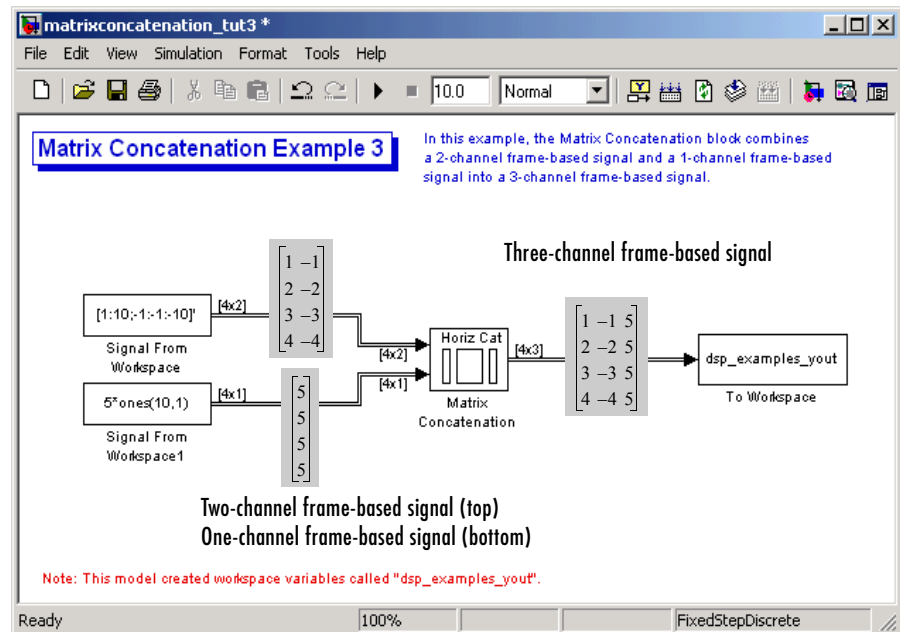 matrixconcatenation_tut3 *
File Edit View Simulation Format Tools Help
10.0 Normal
Matrix Concatenation Example 3
In this example, the Matrix Concatenation block combines
a 2-channel frame-based signal and a 1-channel frame-based
signal into a 3-channel frame-based signal.
Three-channel frame-based signal
1 –1
2 –2
3 –3
4 –4
[1:10;-1:-1:-10]'
[4x2]
Signal From
Workspace
[4x2]
Horiz Cat
[4x3]
Matrix
Concatenation
1 –1 5
2 –2 5
3 –3 5
4 –4 5
dsp_examples_yout
To Workspace
5*ones(10,1)
[4x1]
Signal From
Workspace1
[4x1]
5
5
5
5
Two-channel frame-based signal (top)
One-channel frame-based signal (bottom)
Note: This model created workspace variables called "dsp_examples_yout".
Ready 100% FixedStepDiscrete